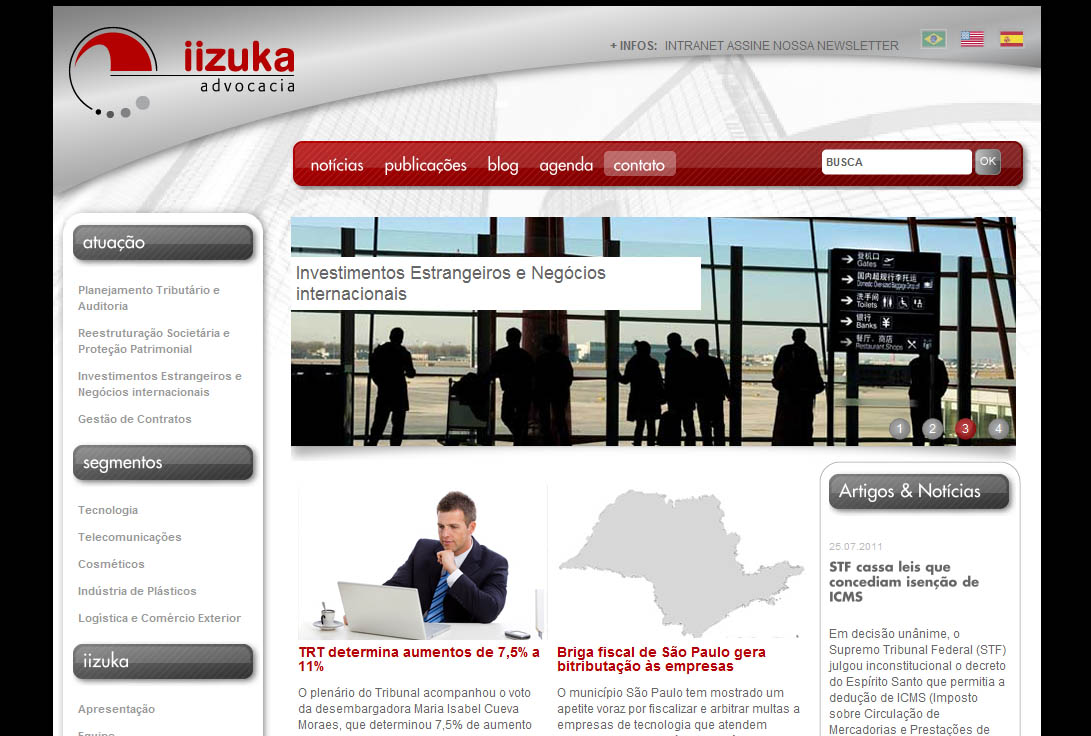 iizuka
advocacia
+ INFOS: INTRANET ASSINE NOSSA NEWSLETTER
notícias publicações blog agenda contato
BUSCA
OK
atuação
Planejamento Tributário e
Auditoria
Reestruturação Societária e
Proteção Patrimonial
Investimentos Estrangeiros e
Negócios internacionais
Gestão de Contratos
segmentos
Tecnologia
Telecomunicações
Cosméticos
Indústria de Plásticos
Logística e Comércio Exterior
iizuka
Apresentação
Equipe
Investimentos Estrangeiros e Negócios
internacionais
登机口
Gates
国内超规行李托运
Domestic Oversized Baggage Drop-off
洗手间
Toilets
银行
Banks
餐厅、商店
Restaurant,Shops
1 2 3 4
TRT determina aumentos de 7,5% a
11%
O plenário do Tribunal acompanhou o voto
da desembargadora Maria Isabel Cueva
Moraes, que determinou 7,5% de aumento
Briga fiscal de São Paulo gera
bitributação às empresas
O município São Paulo tem mostrado um
apetite voraz por fiscalizar e arbitrar multas a
empresas de tecnologia que atendem
Artigos & Notícias
25.07.2011
STF cassa leis que
concediam isenção de
ICMS
Em decisão unânime, o
Supremo Tribunal Federal (STF)
julgou inconstitucional o decreto
do Espírito Santo que permitia a
dedução de ICMS (Imposto
sobre Circulação de
Mercadorias e Prestações de